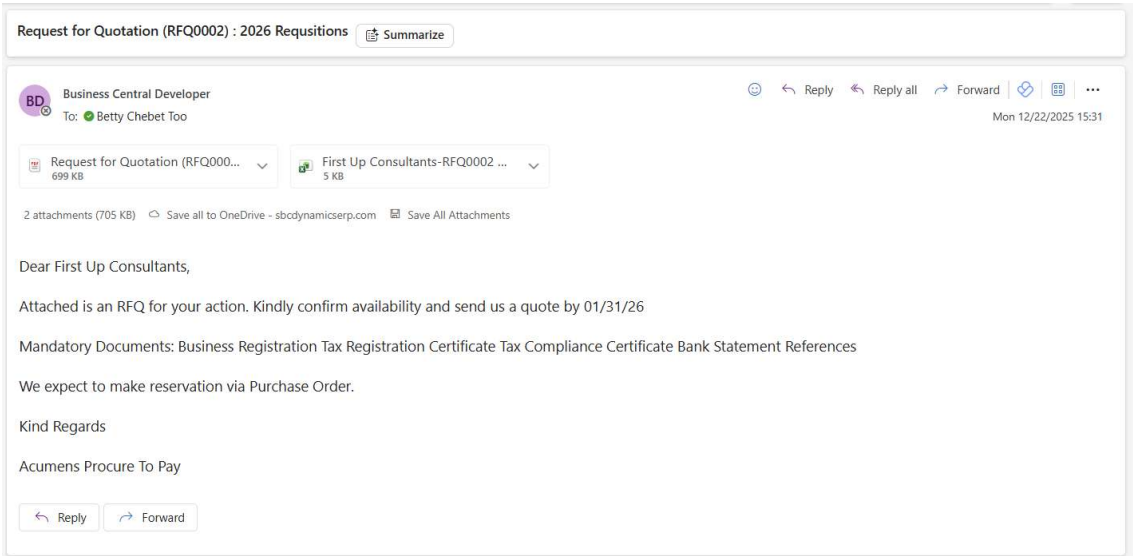 Request for Quotation (RFQ0002) : 2026 Requsitions
Summarize
BD
Business Central Developer
To: Betty Chebet Too
Reply
Reply all
Forward
Mon 12/22/2025 15:31
Request for Quotation (RFQ000...
699 KB
First Up Consultants-RFQ0002 ...
5 KB
2 attachments (705 KB)
Save all to OneDrive - sbcdynamicserp.com
Save All Attachments
Dear First Up Consultants,
Attached is an RFQ for your action. Kindly confirm availability and send us a quote by 01/31/26
Mandatory Documents: Business Registration Tax Registration Certificate Tax Compliance Certificate Bank Statement References
We expect to make reservation via Purchase Order.
Kind Regards
Acumens Procure To Pay
Reply
Forward